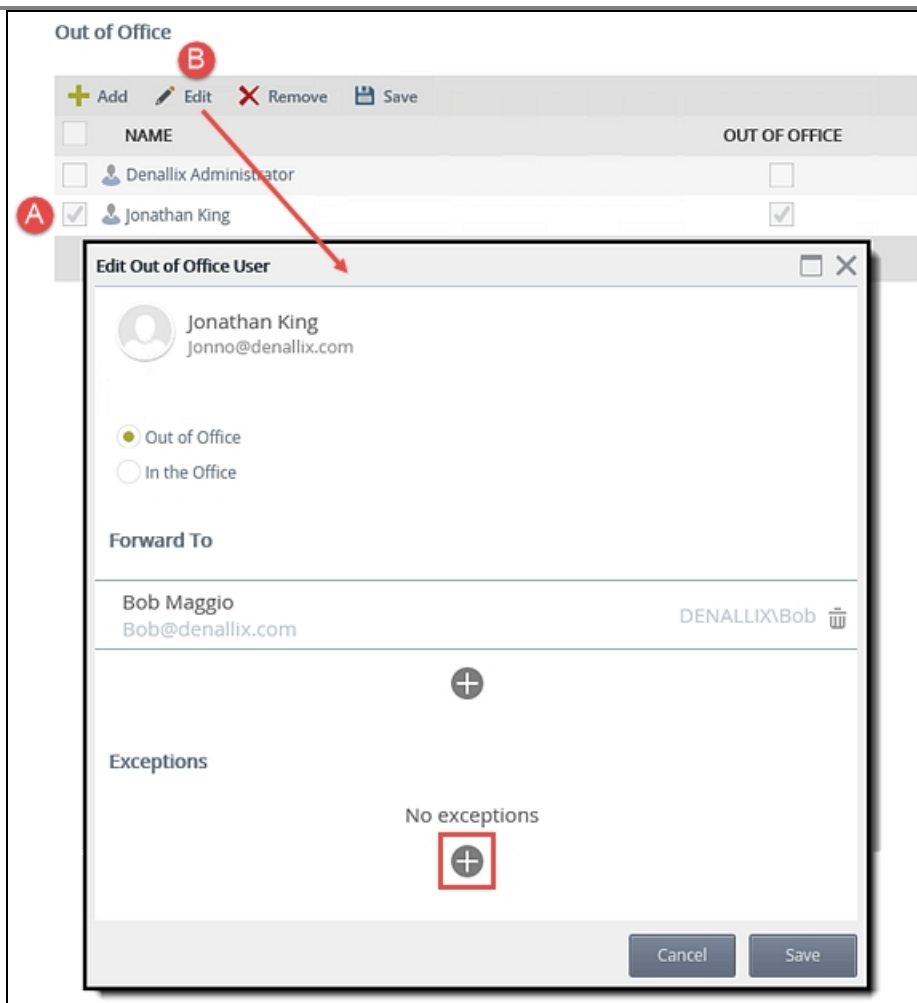 Out of Office
B
Add Edit Remove Save
NAME OUT OF OFFICE
Denallix Administrator
A Jonathan King
Edit Out of Office User
Jonathan King
Jonno@denallix.com
Out of Office
In the Office
Forward To
Bob Maggio DENALLIX\Bob
Bob@denallix.com
Exceptions
No exceptions
Cancel Save